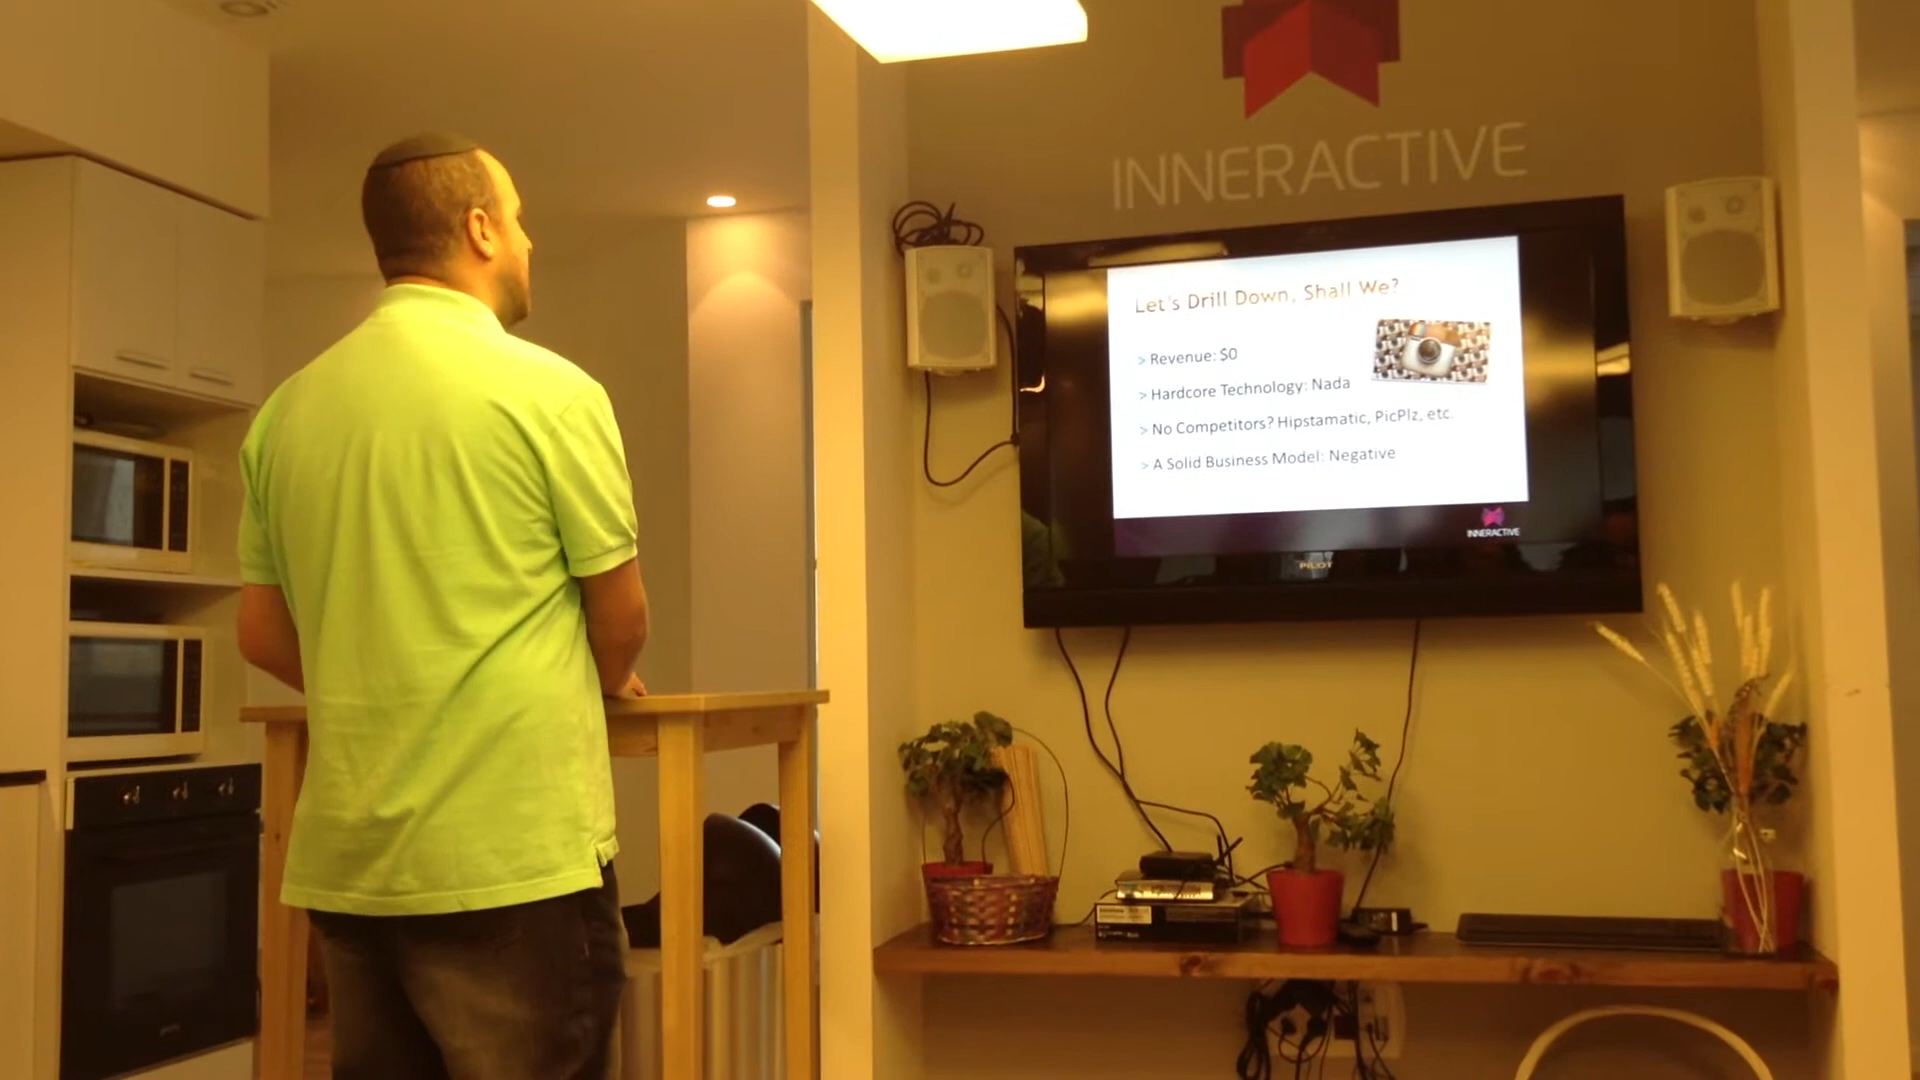 INNERACTIVE
Let's Drill Down, Shall We?
> Revenue: $0
> Hardcore Technology: Nada
> No Competitors? Hipstamatic, PicPlz, etc.
> A Solid Business Model: Negative
INNERACTIVE
PILOT